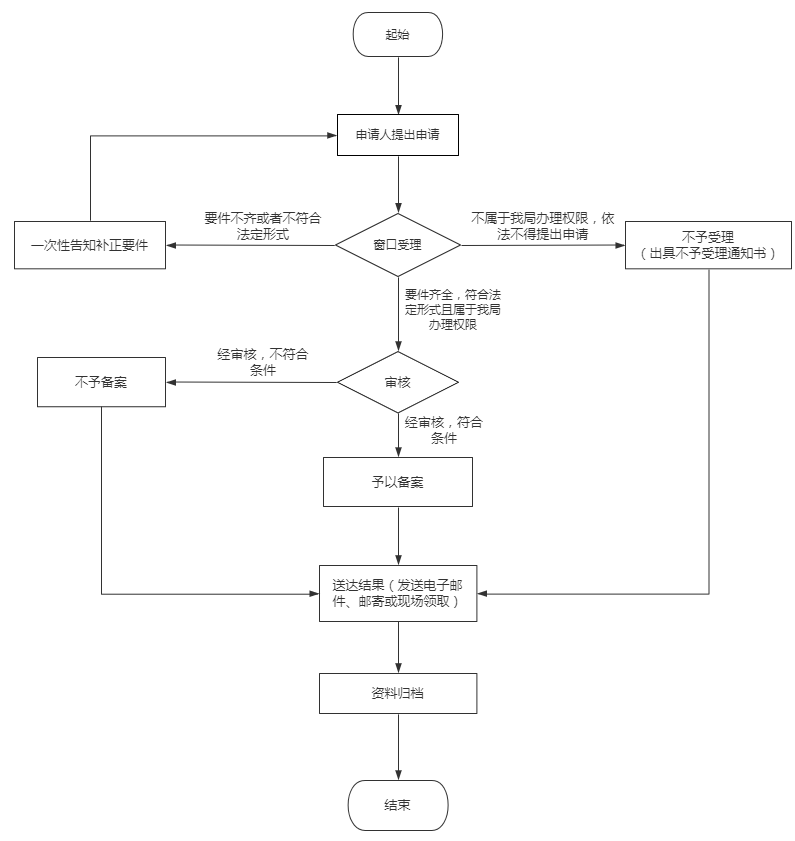 起始
申请人提出申请
要件不齐或者不符合
法定形式
不属于我局办理权限，依
法不得提出申请
一次性告知补正要件
窗口受理
不予受理
（出具不予受理通知书）
要件齐全，符合法
定形式且属于我局
办理权限
经审核，不符合
条件
不予备案
审核
经审核，符合
条件
予以备案
送达结果（发送电子邮
件、邮寄或现场领取）
资料归档
结束